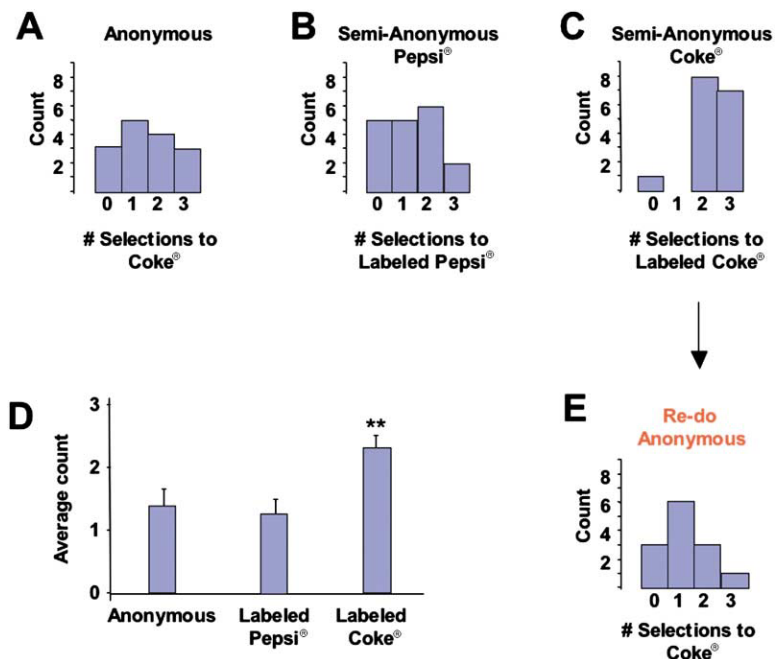 A
Anonymous
Count
8
6
4
2
0 1 2 3
# Selections to
Coke®
B
Semi-Anonymous
Pepsi®
Count
8
6
4
2
0 1 2 3
# Selections to
Labeled Pepsi®
C
Semi-Anonymous
Coke®
Count
8
6
4
2
0 1 2 3
# Selections to
Labeled Coke®
D
Average count
3
2
1
0
**
Anonymous
Labeled
Pepsi®
Labeled
Coke®
E
Re-do
Anonymous
Count
8
6
4
2
0 1 2 3
# Selections to
Coke®